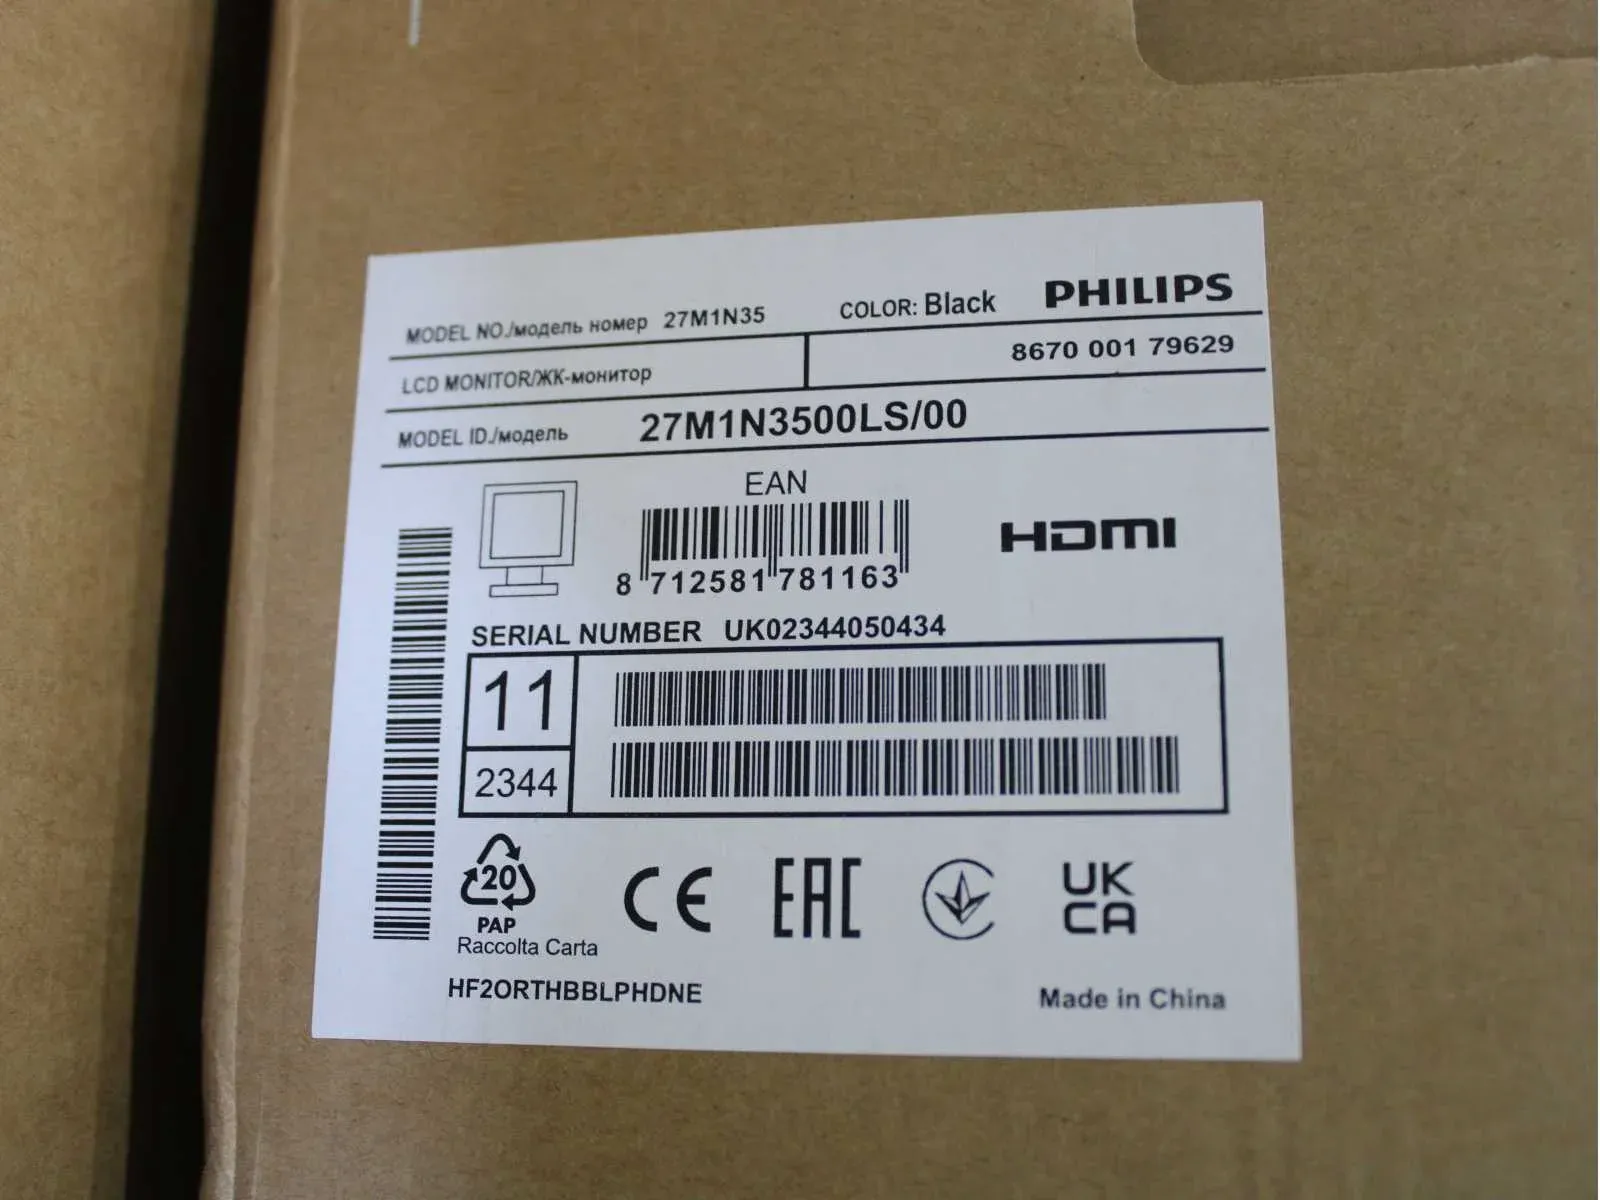 MODEL NO./модель номер 27M1N35 COLOR: Black PHILIPS
LCD MONITOR/ЖК-монитор 8670 001 79629
MODEL ID./модель 27M1N3500LS/00
EAN
HDMI
8 712581 781163
SERIAL NUMBER UK02344050434
11
2344
20
PAP
Raccolta Carta
CE EAC UK
CA
HF2ORTHBBLPHDNE Made in China